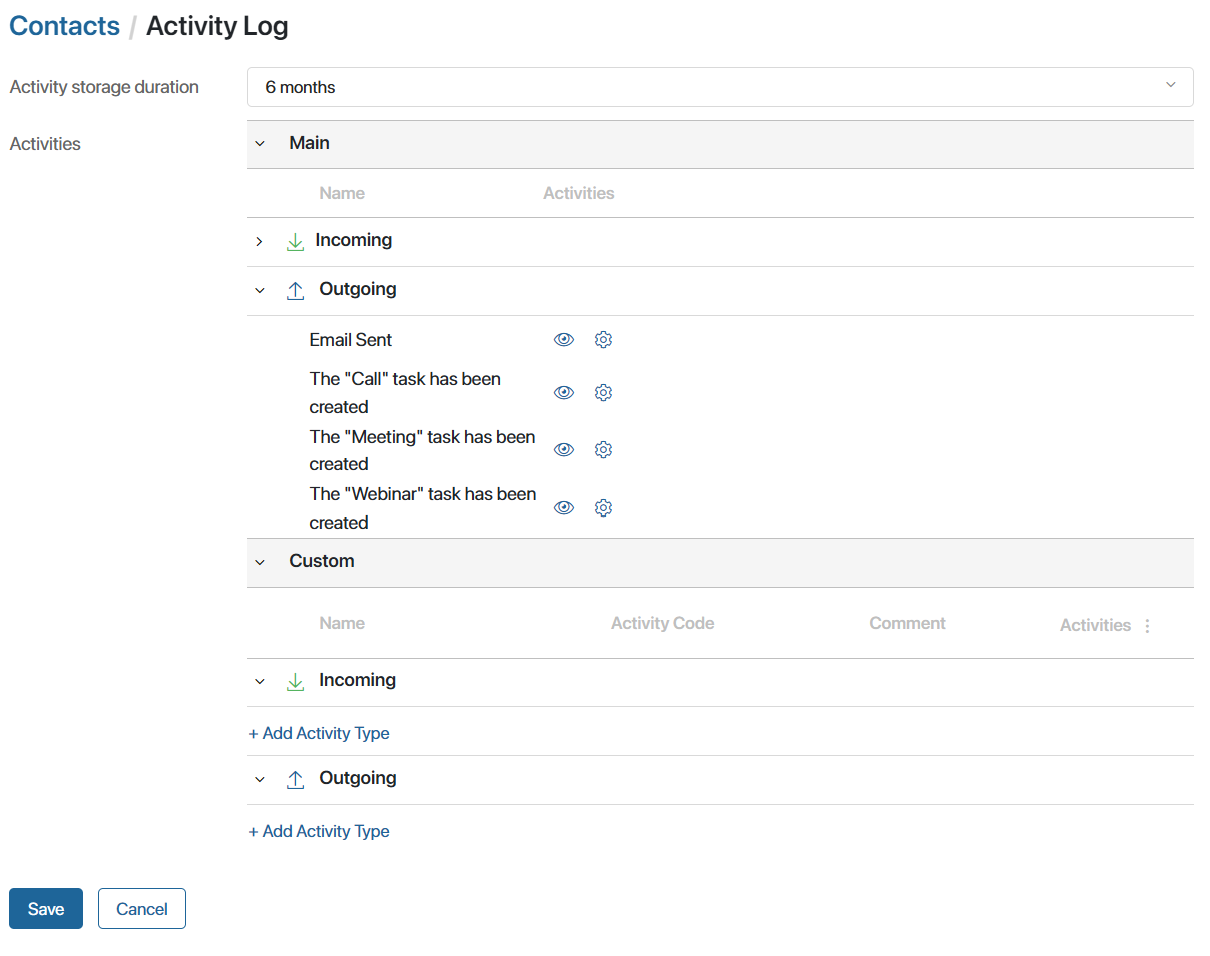 Contacts / Activity Log
Activity storage duration
6 months
Activities
Main
Name Activities
Incoming
Outgoing
Email Sent
The "Call" task has been
created
The "Meeting" task has been
created
The "Webinar" task has been
created
Custom
Name Activity Code Comment Activities
Incoming
+ Add Activity Type
Outgoing
+ Add Activity Type
Save Cancel